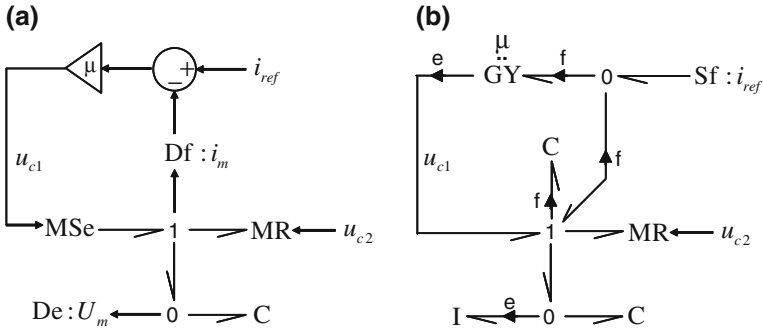 (a)
μ
+
−
i_ref
u_c1
Df : i_m
MSe
1
MR
u_c2
De : U_m
0
C
(b)
μ
e
GY
f
0
Sf : i_ref
u_c1
C
f
f
1
MR
u_c2
I
e
0
C